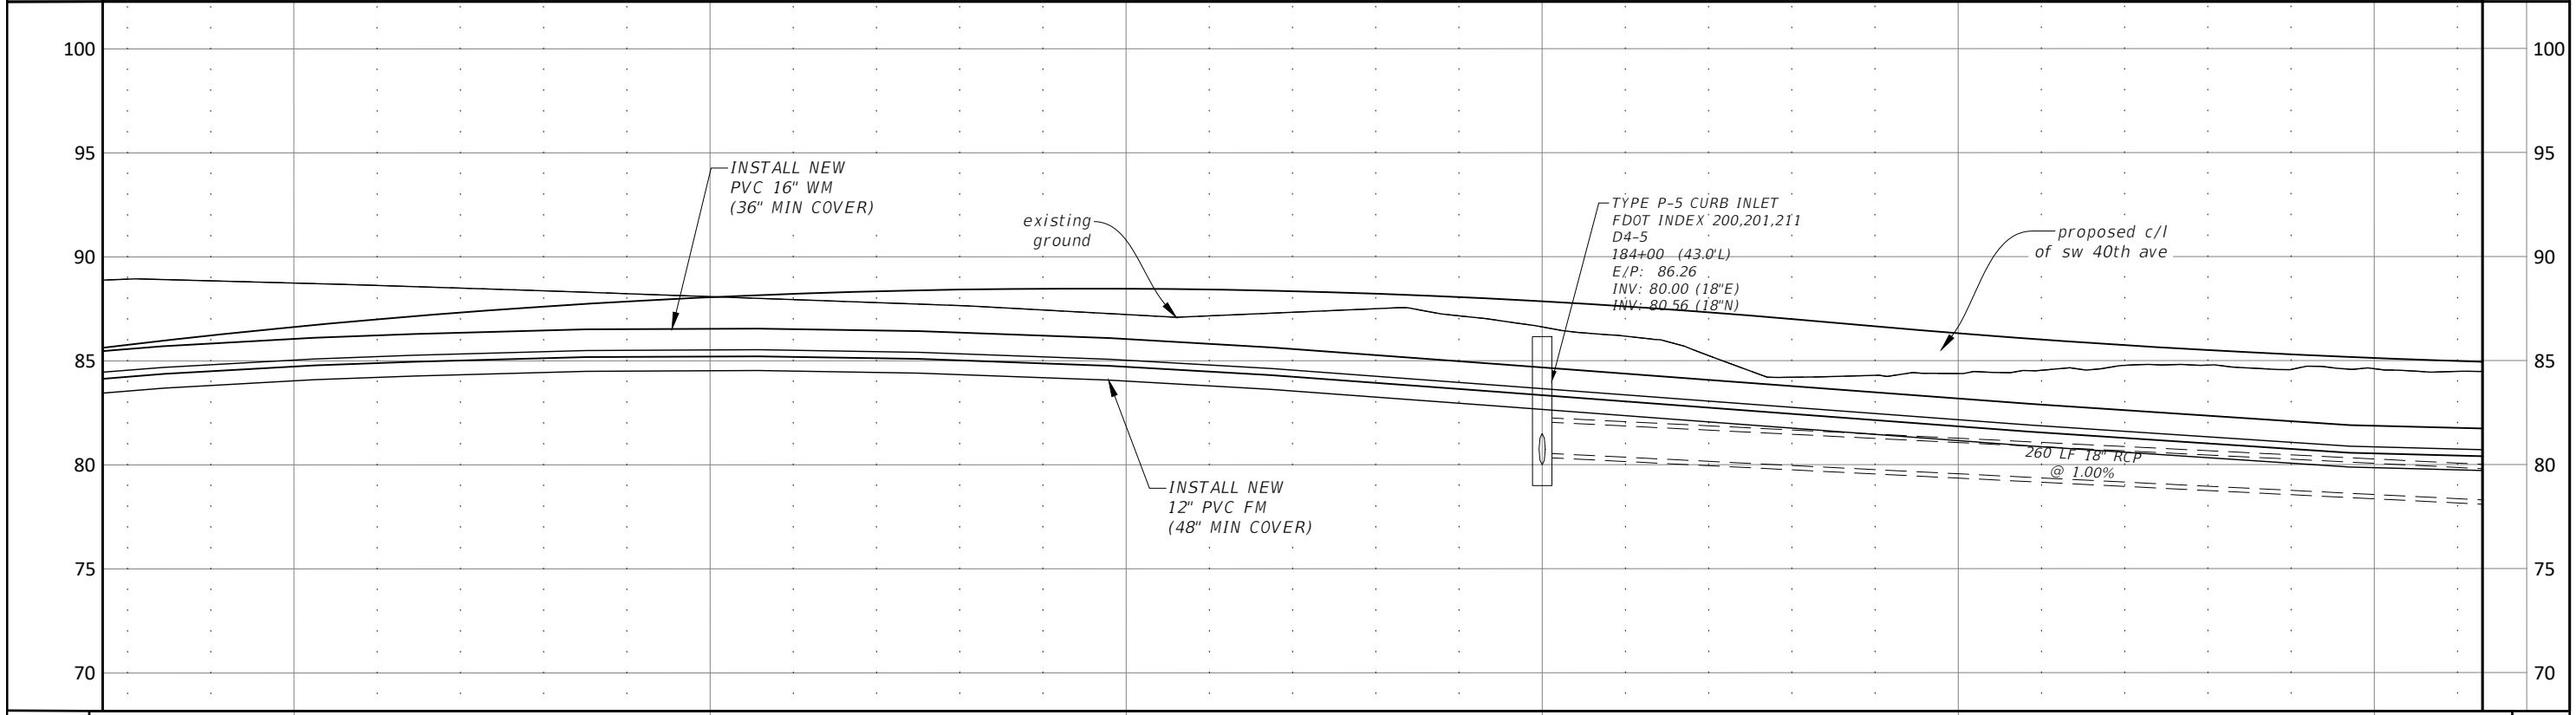 100
100
95
95
INSTALL NEW
PVC 16" WM
(36" MIN COVER)
existing
ground
TYPE P-5 CURB INLET
FDOT INDEX 200,201,211
D4-5
184+00 (43.0'L)
E/P: 86.26
INV: 80.00 (18"E)
INV: 80.56 (18"N)
proposed c/l
of sw 40th ave
90
90
85
85
80
80
260 LF 18" RCP
@ 1.00%
INSTALL NEW
12" PVC FM
(48" MIN COVER)
75
75
70
70